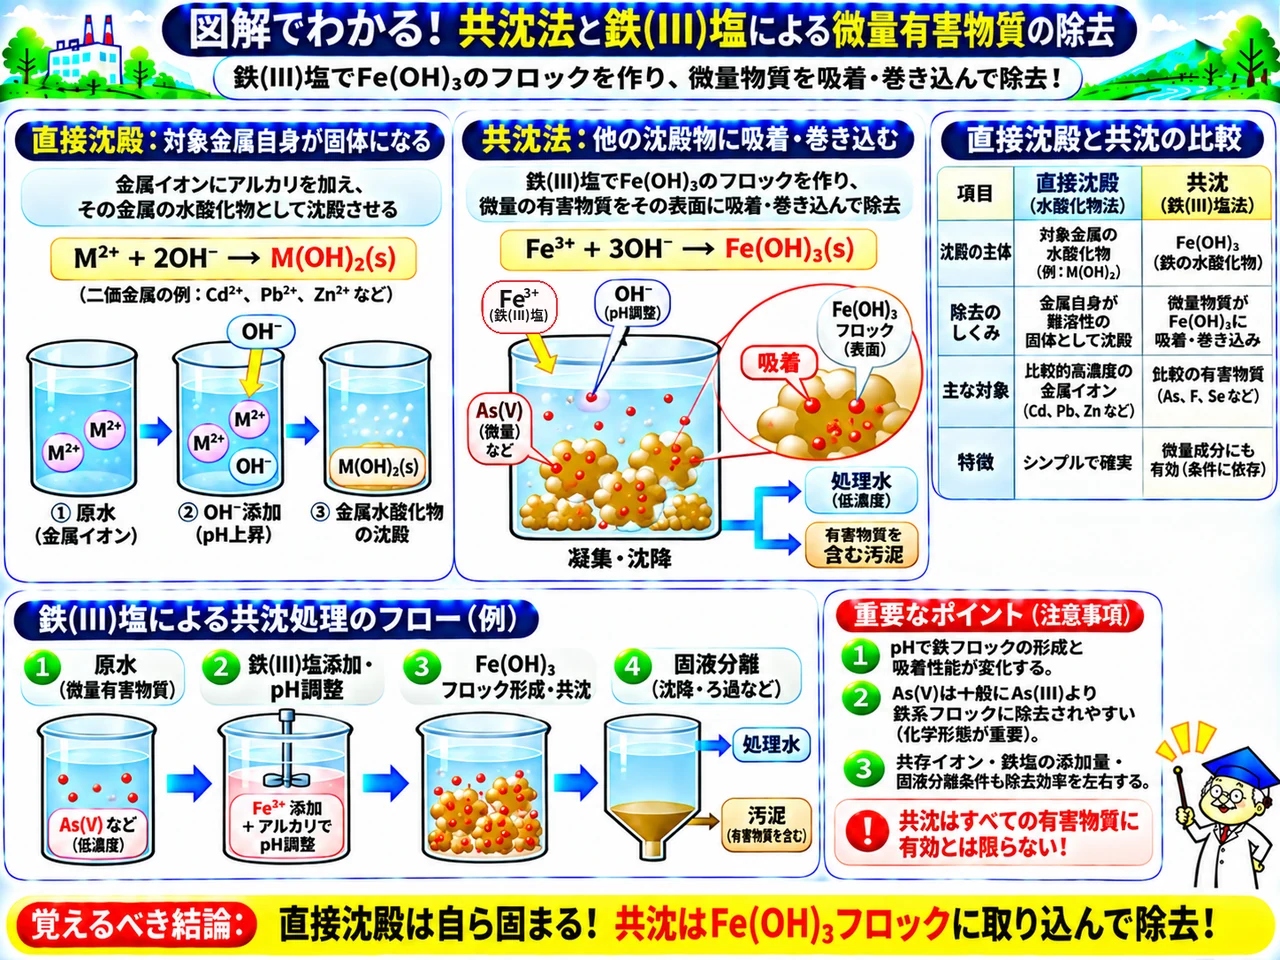 図解でわかる！ 共沈法と鉄(III)塩による微量有害物質の除去
鉄(III)塩でFe(OH)₃のフロックを作り、微量物質を吸着・巻き込んで除去！
直接沈殿：対象金属自身が固体になる
金属イオンにアルカリを加え、
その金属の水酸化物として沈殿させる
M²⁺ + 2OH⁻ → M(OH)₂(s)
(二価金属の例：Cd²⁺、Pb²⁺、Zn²⁺ など)
OH⁻
M²⁺
M²⁺
M²⁺
M²⁺
OH⁻
M(OH)₂(s)
① 原水
(金属イオン)
② OH⁻添加
(pH上昇)
③ 金属水酸化物
の沈殿
共沈法：他の沈殿物に吸着・巻き込む
鉄(III)塩でFe(OH)₃のフロックを作り、
微量の有害物質をその表面に吸着・巻き込んで除去
Fe³⁺ + 3OH⁻ → Fe(OH)₃(s)
Fe³⁺
(鉄(III)塩)
OH⁻
(pH調整)
As(V)
(微量)
など
吸着
Fe(OH)₃
フロック
(表面)
凝集・沈降
処理水
(低濃度)
有害物質を
含む汚泥
直接沈殿と共沈の比較
項目
直接沈殿
(水酸化物法)
共沈
(鉄(III)塩法)
沈殿の主体
対象金属の
水酸化物
(例：M(OH)₂)
Fe(OH)₃
(鉄の水酸化物)
除去の
しくみ
金属自身が
難溶性の
固体として沈殿
微量物質が
Fe(OH)₃に
吸着・巻き込み
主な対象
比較的高濃度の
金属イオン
(Cd、Pb、Znなど)
較の有害物質
(As、F、Seなど)
特徴
シンプルで確実
微量成分にも
有効(条件に依存)
鉄(III)塩による共沈処理のフロー(例)
1 原水
(微量有害物質)
As(V) など
(低濃度)
2 鉄(III)塩添加・
pH調整
Fe³⁺ 添加
+ アルカリで
pH調整
3 Fe(OH)₃
フロック形成・共沈
4 固液分離
(沈降・ろ過など)
処理水
汚泥
(有害物質を含む)
重要なポイント(注意事項)
1 pHで鉄フロックの形成と
吸着性能が変化する。
2 As(V)は十般にAs(III)より
鉄系フロックに除去されやすい
(化学形態が重要)。
3 共存イオン・鉄塩の添加量・
固液分離条件も除去効率を左右する。
! 共沈はすべての有害物質に
有効とは限らない！
覚えるべき結論： 直接沈殿は自ら固まる！ 共沈はFe(OH)₃フロックに取り込んで除去！